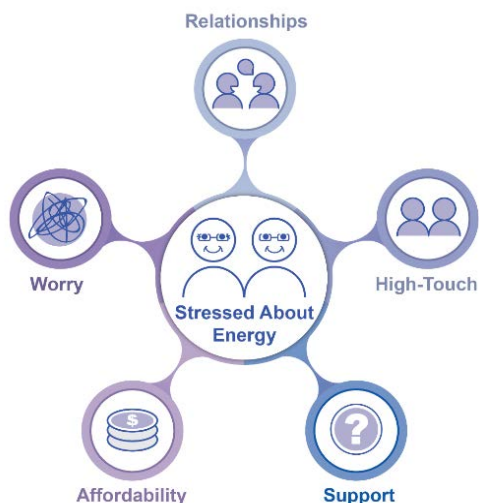 Relationships
Worry
High-Touch
Stressed About
Energy
$
?
Affordability
Support